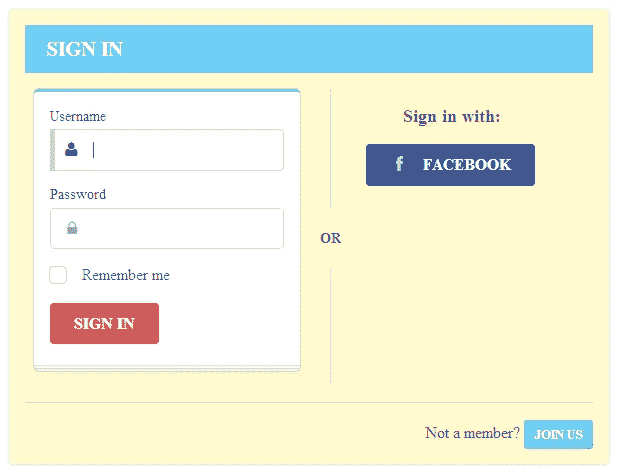 SIGN IN
Username
Password
Remember me
SIGN IN
OR
Sign in with:
f FACEBOOK
Not a member? JOIN US